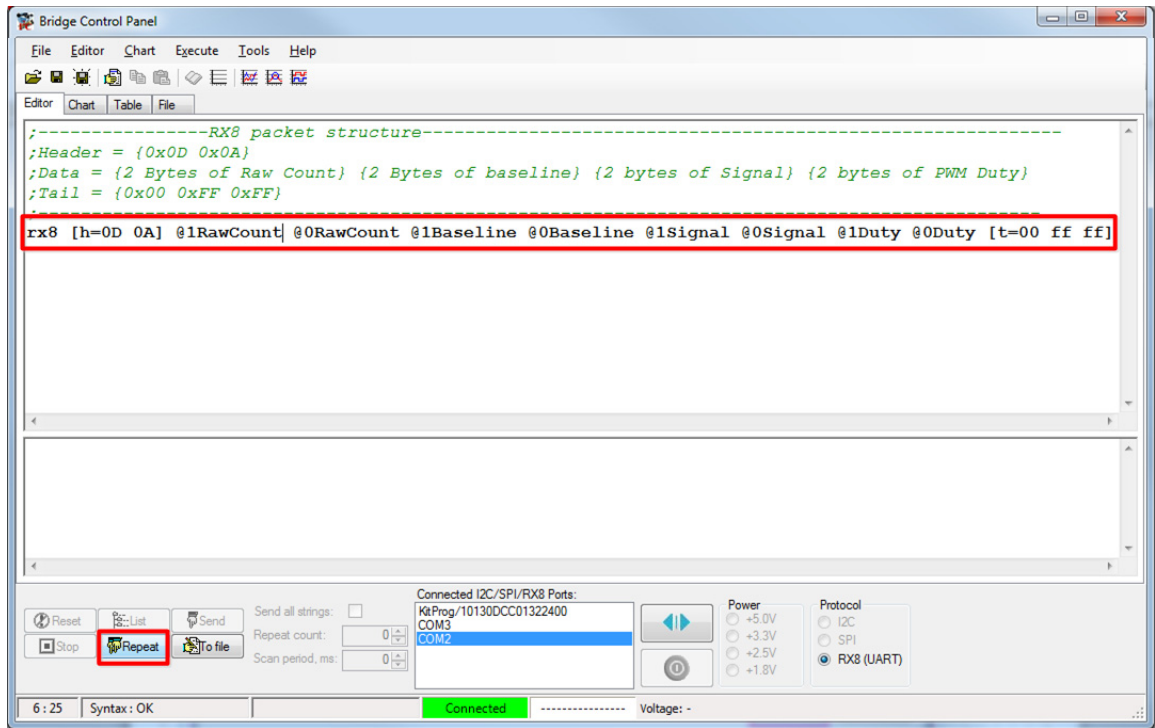 Bridge Control Panel
File Editor Chart Execute Tools Help
Editor Chart Table File
;----------------RX8 packet structure------------------------------------------------------------
;Header = {0x0D 0x0A}
;Data = {2 Bytes of Raw Count} {2 Bytes of baseline} {2 bytes of Signal} {2 bytes of PWM Duty}
;Tail = {0x00 0xFF 0xFF}
;----------------------------------------------------------------------------------------------
rx8 [h=0D 0A] @1RawCount @0RawCount @1Baseline @0Baseline @1Signal @0Signal @1Duty @0Duty [t=00 ff ff]
Connected I2C/SPI/RX8 Ports:
Reset List Send Send all strings: KitProg/10130DCC01322400 Power Protocol
COM3 +5.0V I2C
Stop Repeat To file Repeat count: 0 COM2 +3.3V SPI
Scan period, ms: 0 +2.5V RX8 (UART)
+1.8V
6 : 25 Syntax : OK Connected ---------------- Voltage: -